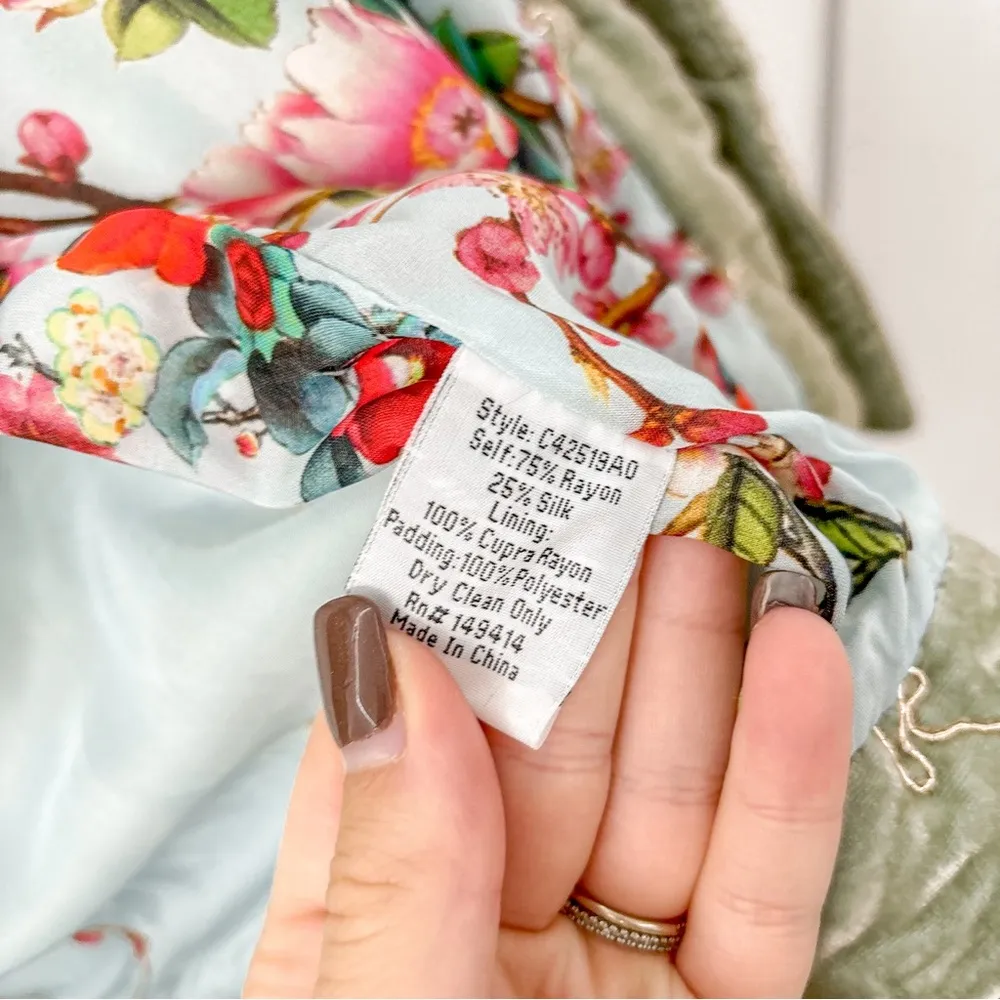 Style: C42519A0
Self:75% Rayon
25% Silk
Lining:
100% Cupra Rayon
Padding:100%Polyester
Dry Clean Only
Rn# 149414
Made In China